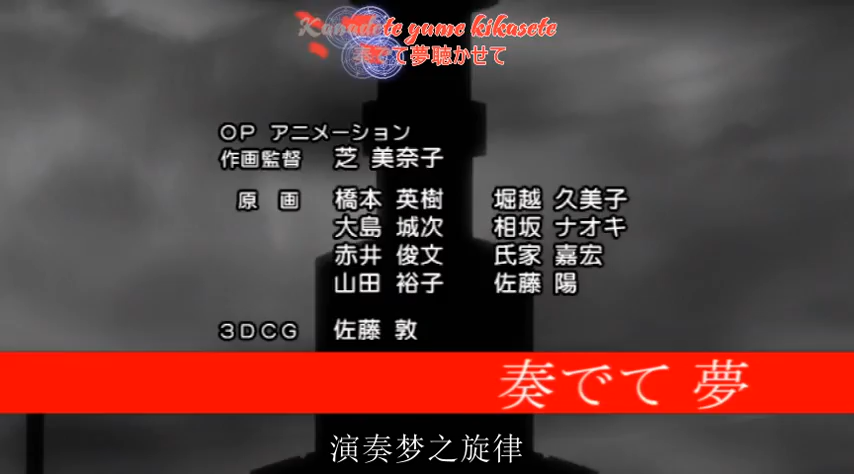 Kanadete yume kikasete
奏でて夢聴かせて
OP アニメーション
作画監督 芝 美奈子
原 画 橋本 英樹 堀越 久美子
大島 城次 相坂 ナオキ
赤井 俊文 氏家 嘉宏
山田 裕子 佐藤 陽
3DCG 佐藤 敦
奏でて 夢
演奏梦之旋律